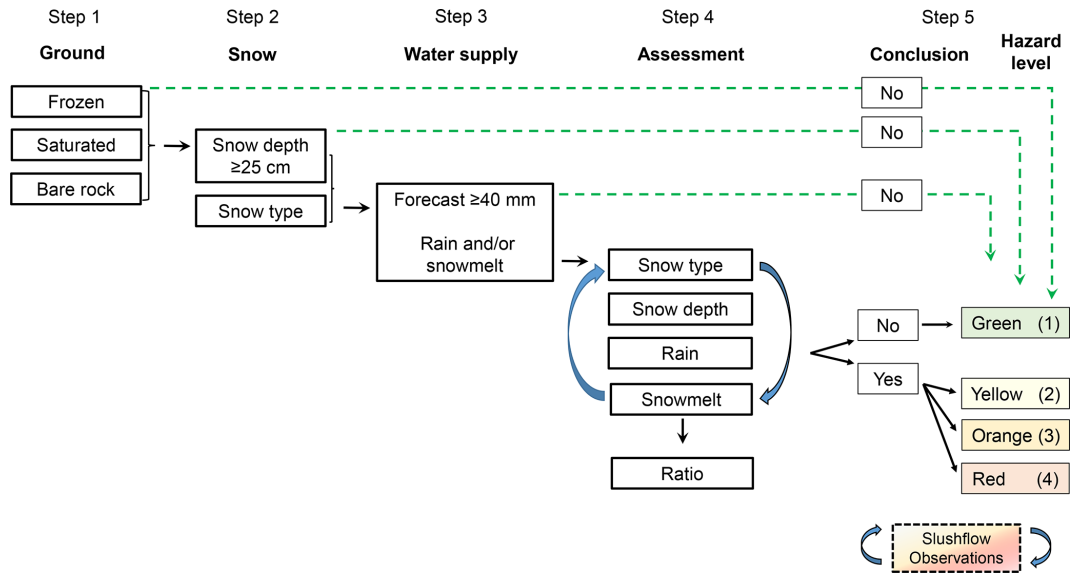 Step 1
Step 2
Step 3
Step 4
Step 5
Ground
Snow
Water supply
Assessment
Conclusion
Hazard
level
Frozen
Saturated
Bare rock
Snow depth
≥25 cm
Snow type
Forecast ≥40 mm
Rain and/or
snowmelt
Snow type
Snow depth
Rain
Snowmelt
Ratio
No
No
No
No
Yes
Green (1)
Yellow (2)
Orange (3)
Red (4)
Slushflow
Observations